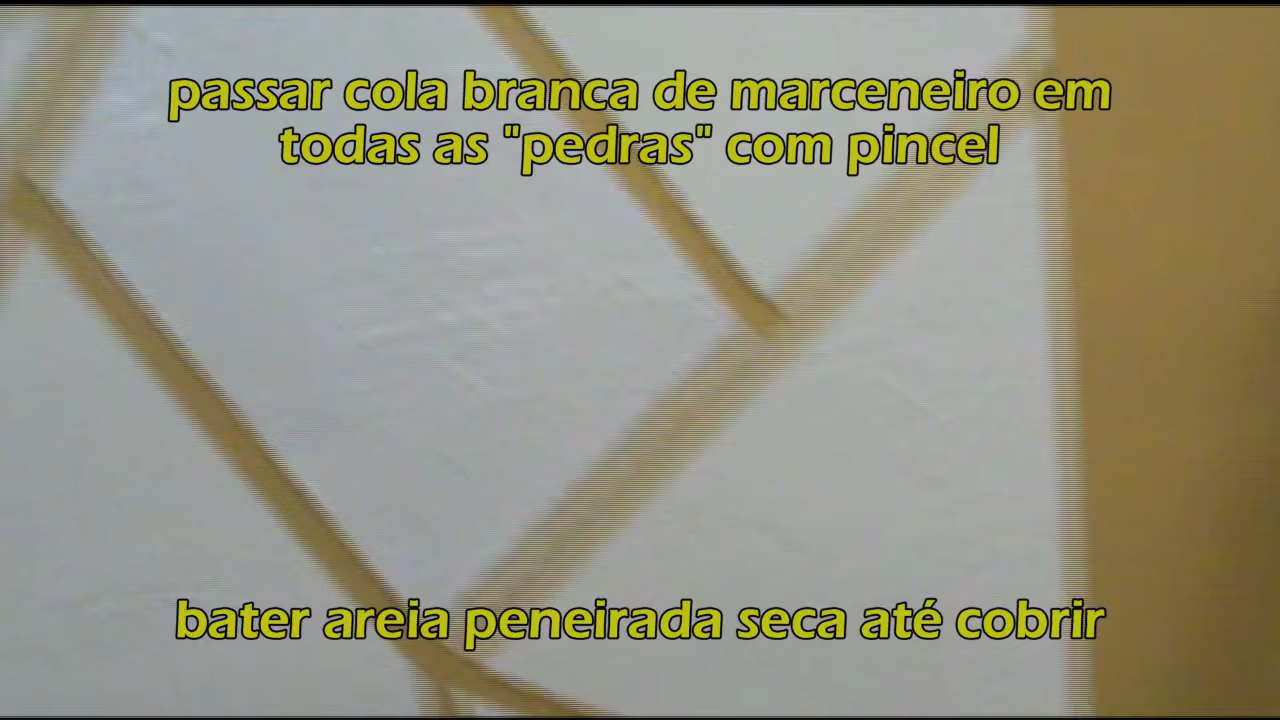 passar cola branca de marceneiro em
todas as "pedras" com pincel
bater areia peneirada seca até cobrir